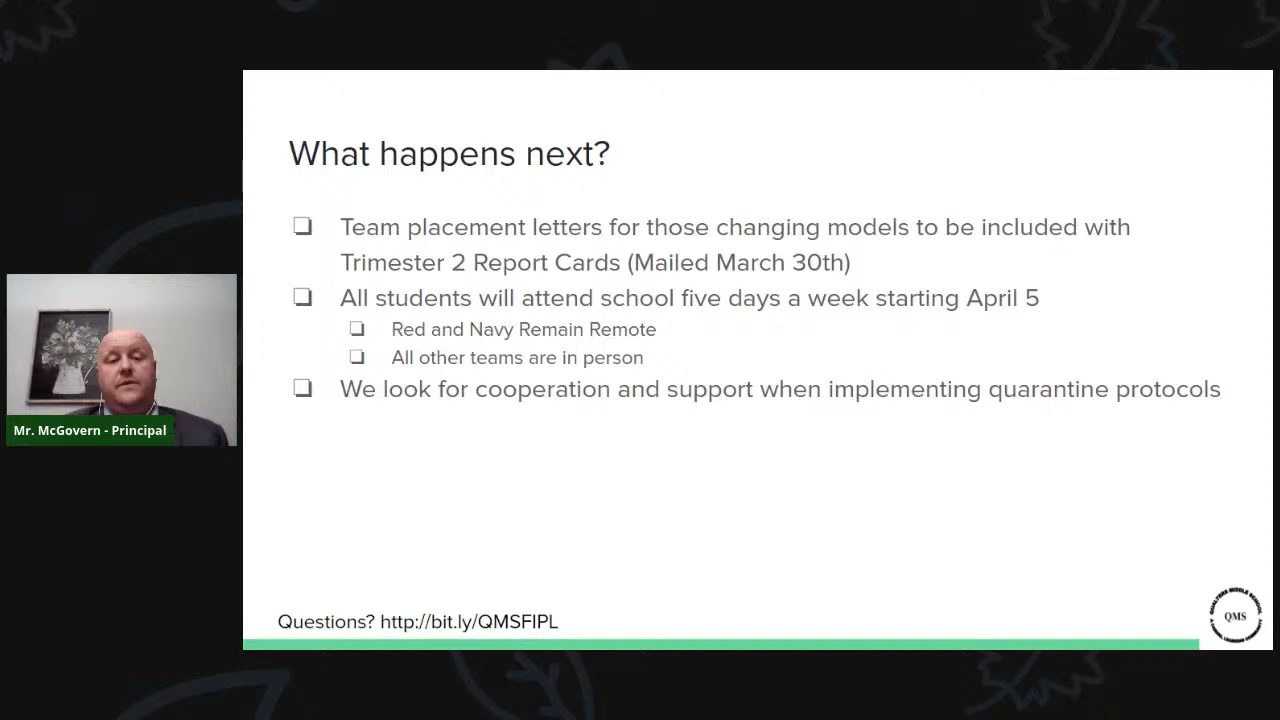 What happens next?
❏ Team placement letters for those changing models to be included with
Trimester 2 Report Cards (Mailed March 30th)
❏ All students will attend school five days a week starting April 5
❏ Red and Navy Remain Remote
❏ All other teams are in person
❏ We look for cooperation and support when implementing quarantine protocols
Mr. McGovern - Principal
Questions? http://bit.ly/QMSFIPL
QMS